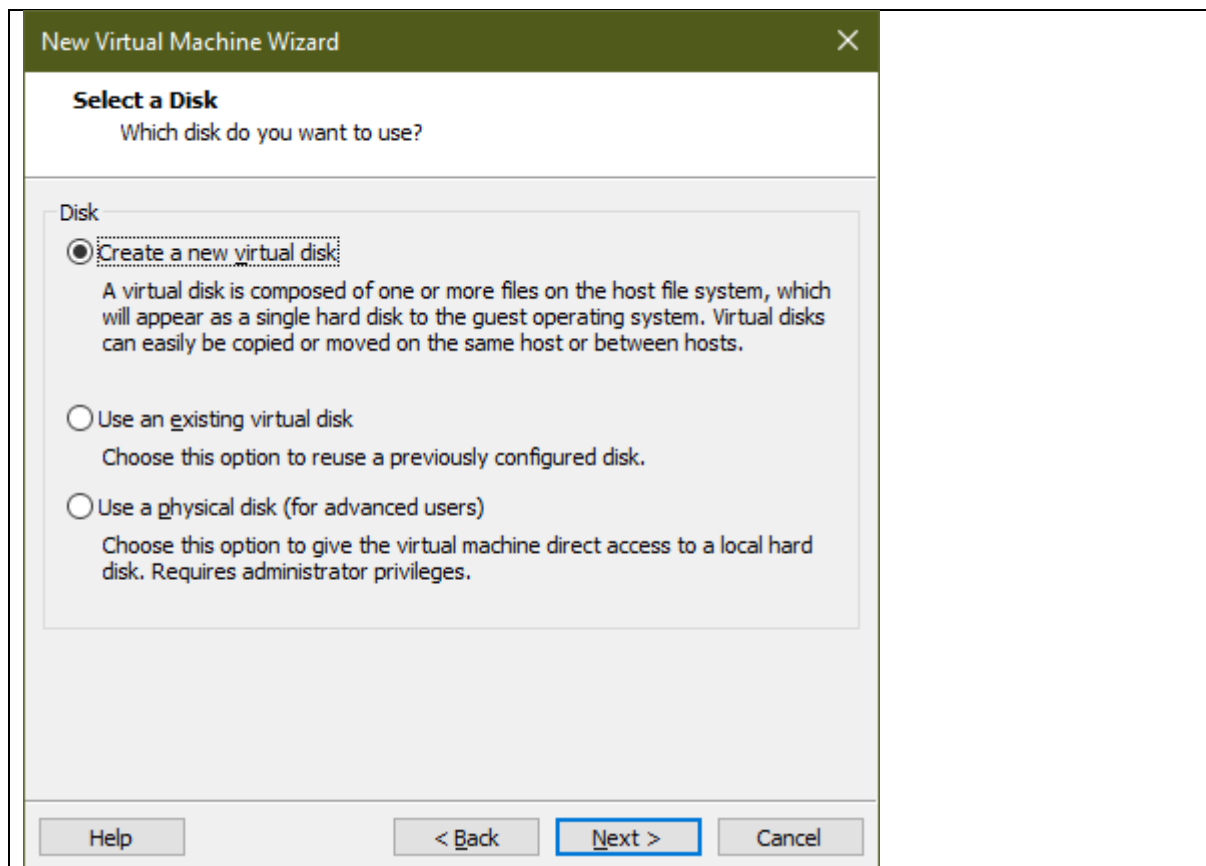 New Virtual Machine Wizard
Select a Disk
Which disk do you want to use?
Disk
Create a new virtual disk
A virtual disk is composed of one or more files on the host file system, which
will appear as a single hard disk to the guest operating system. Virtual disks
can easily be copied or moved on the same host or between hosts.
Use an existing virtual disk
Choose this option to reuse a previously configured disk.
Use a physical disk (for advanced users)
Choose this option to give the virtual machine direct access to a local hard
disk. Requires administrator privileges.
Help < Back Next > Cancel